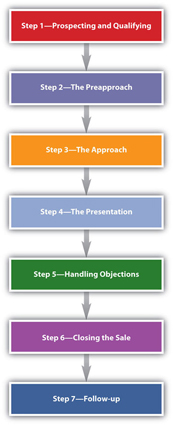 Step 1—Prospecting and Qualifying
Step 2—The Preapproach
Step 3—The Approach
Step 4—The Presentation
Step 5—Handling Objections
Step 6—Closing the Sale
Step 7—Follow-up